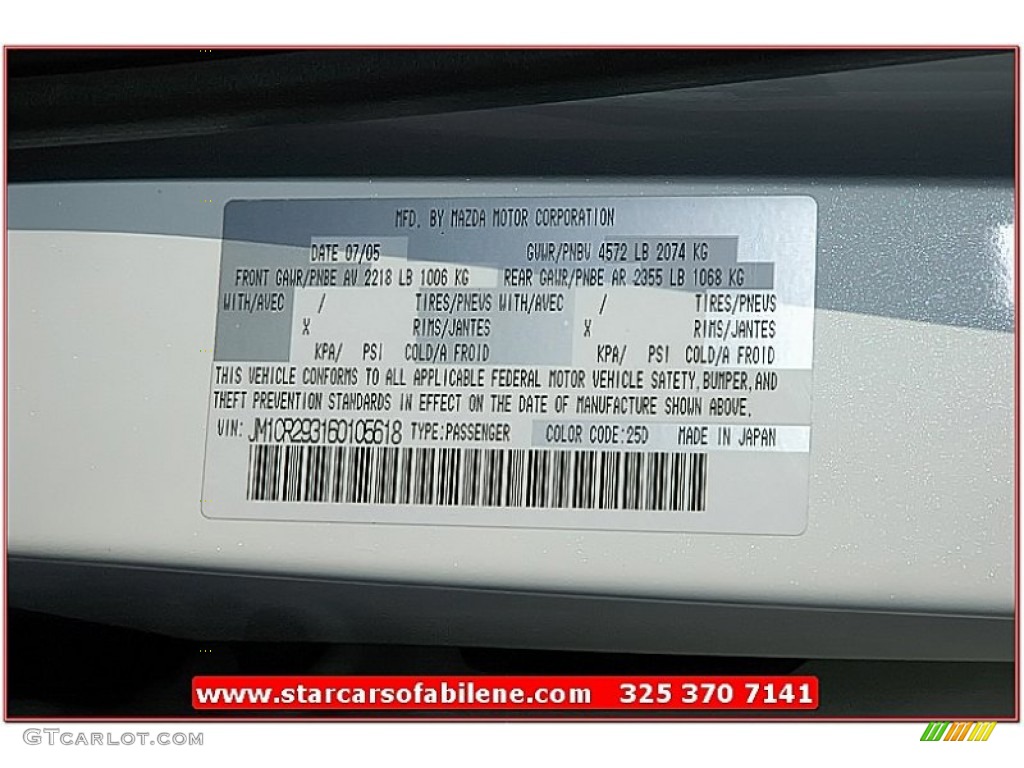 MFD. BY MAZDA MOTOR CORPORATION
DATE 07/05 GVWR/PNBV 4572 LB 2074 KG
FRONT GAWR/PNBE AV 2218 LB 1006 KG REAR GAWR/PNBE AR 2355 LB 1068 KG
WITH/AVEC / TIRES/PNEUS WITH/AVEC / TIRES/PNEUS
X RIMS/JANTES X RIMS/JANTES
KPA/ PSI COLD/A FROID KPA/ PSI COLD/A FROID
THIS VEHICLE CONFORMS TO ALL APPLICABLE FEDERAL MOTOR VEHICLE SAFETY, BUMPER, AND
THEFT PREVENTION STANDARDS IN EFFECT ON THE DATE OF MANUFACTURE SHOWN ABOVE.
VIN: JM1CR293160105618 TYPE:PASSENGER COLOR CODE:25D MADE IN JAPAN
www.starcarsofabilene.com 325 370 7141
GTcarlot.com